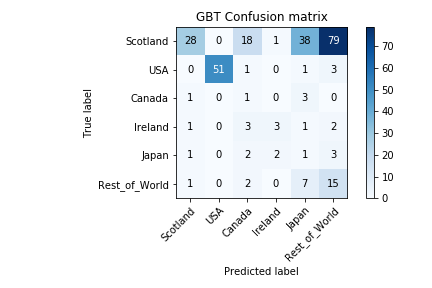 GBT Confusion matrix
Scotland 28 0 18 1 38 79
USA 0 51 1 0 1 3
Canada 1 0 1 0 3 0
Ireland 1 0 3 3 1 2
Japan 1 0 2 2 1 3
Rest_of_World 1 0 2 0 7 15
True label
Scotland USA Canada Ireland Japan Rest_of_World
Predicted label
70
60
50
40
30
20
10
0